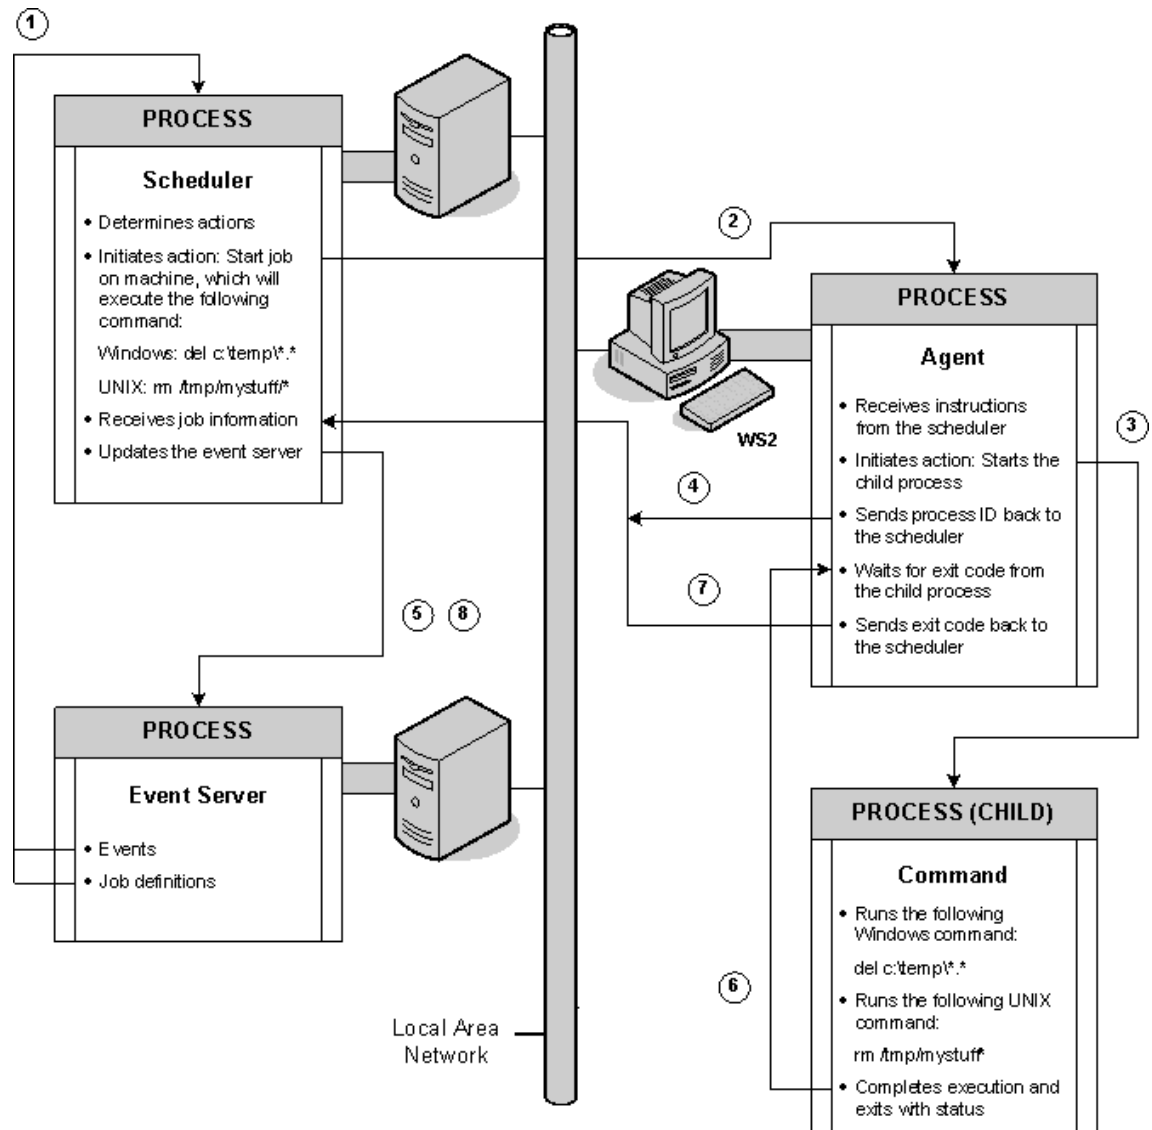 1
PROCESS
Scheduler
• Determines actions
• Initiates action: Start job
on machine, which will
execute the following
command:
Windows: del c:\temp\*.*
UNIX: rm /tmp/mystuff/*
• Receives job information
• Updates the event server
2
PROCESS
Agent
• Receives instructions
from the scheduler
• Initiates action: Starts the
child process
• Sends process ID back to
the scheduler
• Waits for exit code from
the child process
• Sends exit code back to
the scheduler
WS2
3
4
7
5 8
PROCESS
Event Server
• Events
• Job definitions
PROCESS (CHILD)
Command
• Runs the following
Windows command:
del c:\temp\*.*
• Runs the following UNIX
command:
rm /tmp/mystuff/*
• Completes execution and
exits with status
6
Local Area
Network